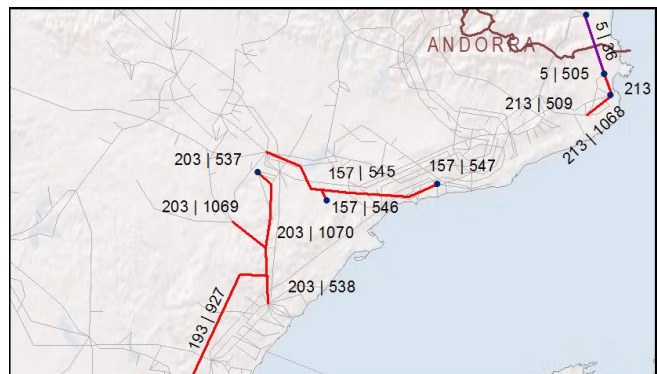 5 | 36
ANDORRA
5 | 505
213
213 | 509
213 | 1068
203 | 537
157 | 545
157 | 547
203 | 1069
157 | 546
203 | 1070
203 | 538
193 | 927